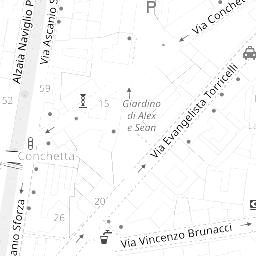 P
Via Conche
Via Ascanio S
Alzaia Naviglio P
59
52
15
Giardino
di Alex
e Sean
Via Evangelista Torricelli
Conchetta
26
20
anio Sforza
Via Vincenzo Brunacci